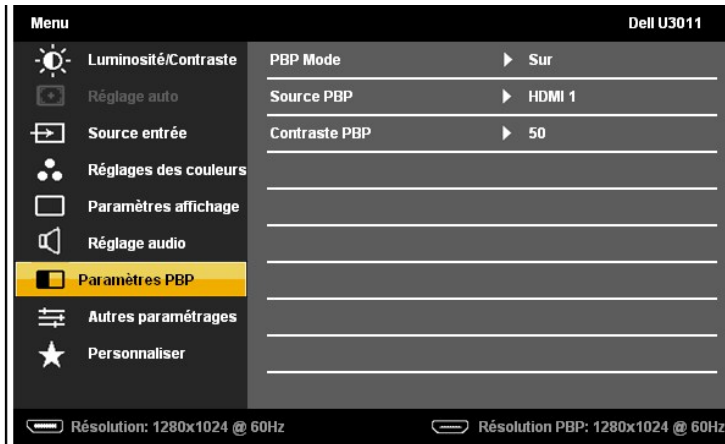 Menu Dell U3011
Luminosité/Contraste PBP Mode Sur
Réglage auto Source PBP HDMI 1
Source entrée Contraste PBP 50
Réglages des couleurs
Paramètres affichage
Réglage audio
Paramètres PBP
Autres paramétrages
Personnaliser
Résolution: 1280x1024 @ 60Hz Résolution PBP: 1280x1024 @ 60Hz